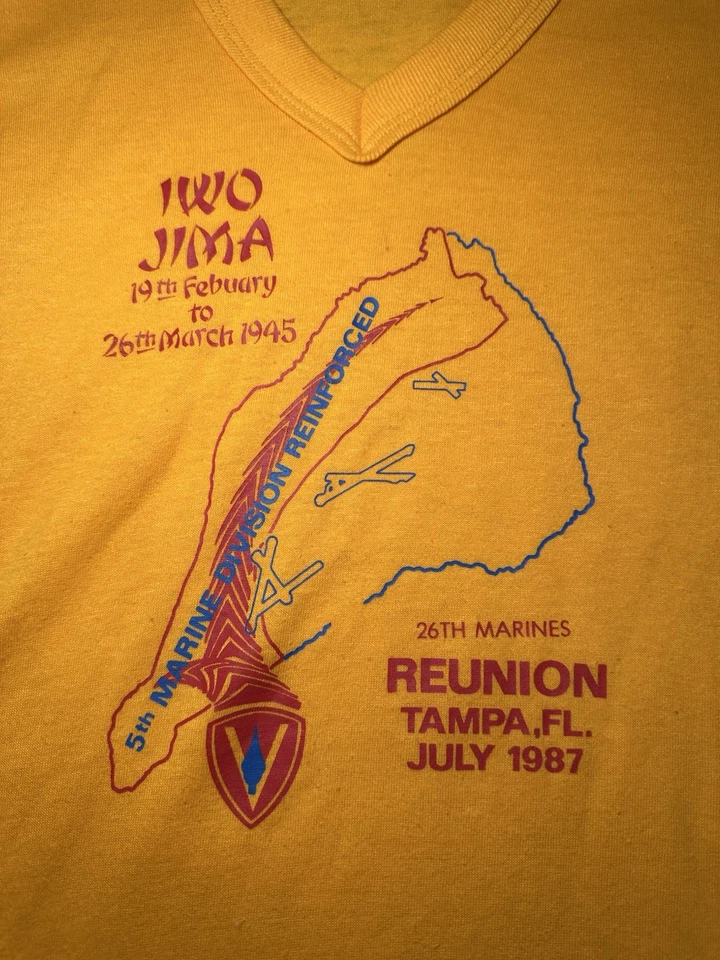 IWO
JIMA
19th Febuary
to
26th March 1945
5th MARINE DIVISION REINFORCED
V
26TH MARINES
REUNION
TAMPA, FL.
JULY 1987